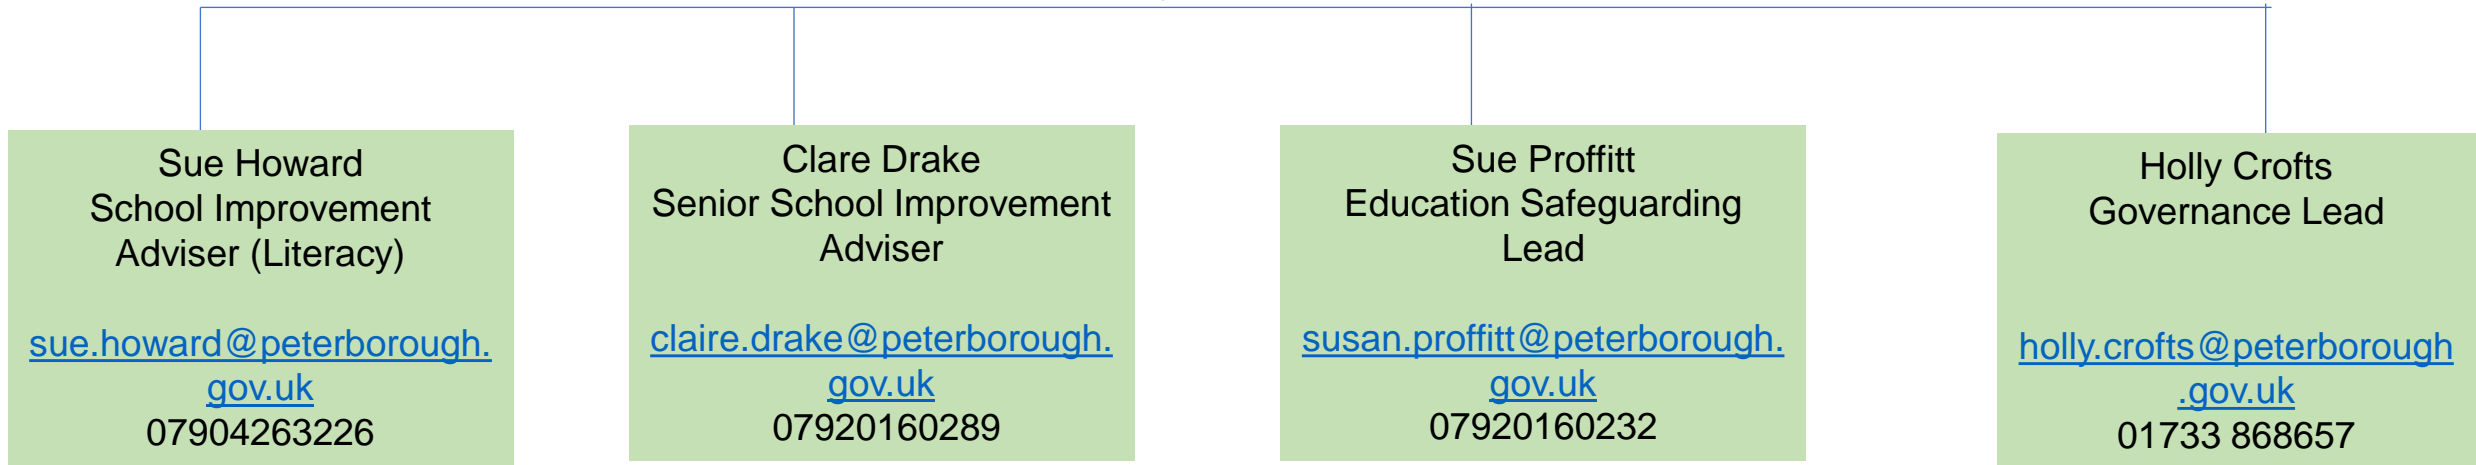 Sue Howard
School Improvement
Adviser (Literacy)
sue.howard@peterborough.
gov.uk
07904263226
Clare Drake
Senior School Improvement
Adviser
claire.drake@peterborough.
gov.uk
07920160289
Sue Proffitt
Education Safeguarding
Lead
susan.proffitt@peterborough.
gov.uk
07920160232
Holly Crofts
Governance Lead
holly.crofts@peterborough
.gov.uk
01733 868657